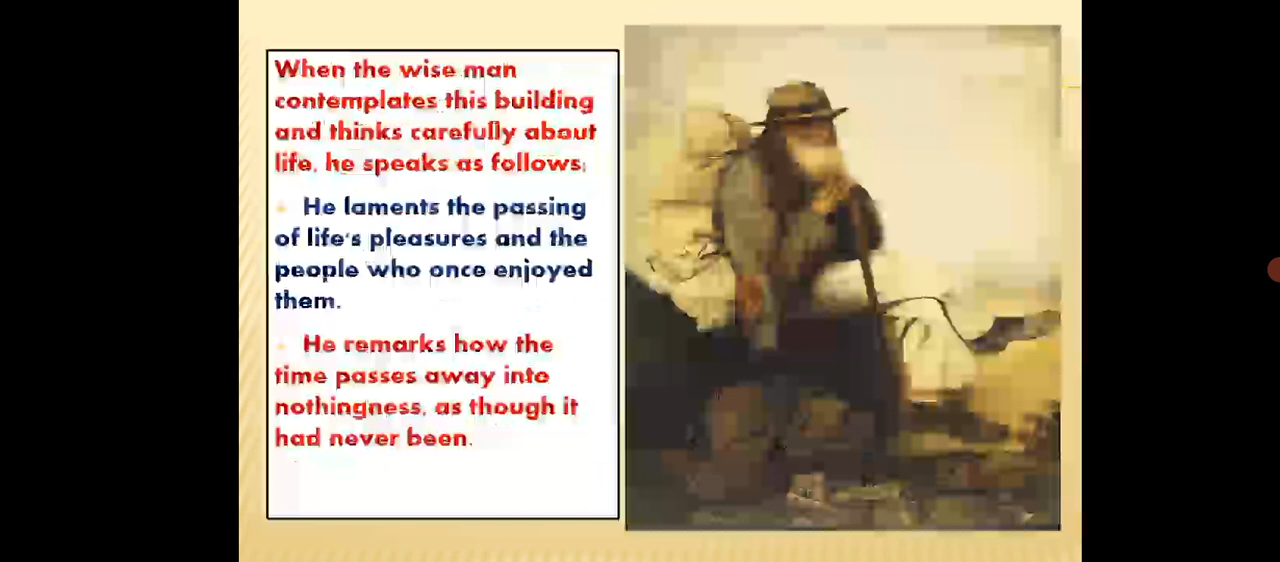 When the wise man
contemplates this building
and thinks carefully about
life, he speaks as follows;
He laments the passing
of life's pleasures and the
people who once enjoyed
them.
He remarks how the
time passes away into
nothingness, as though it
had never been.